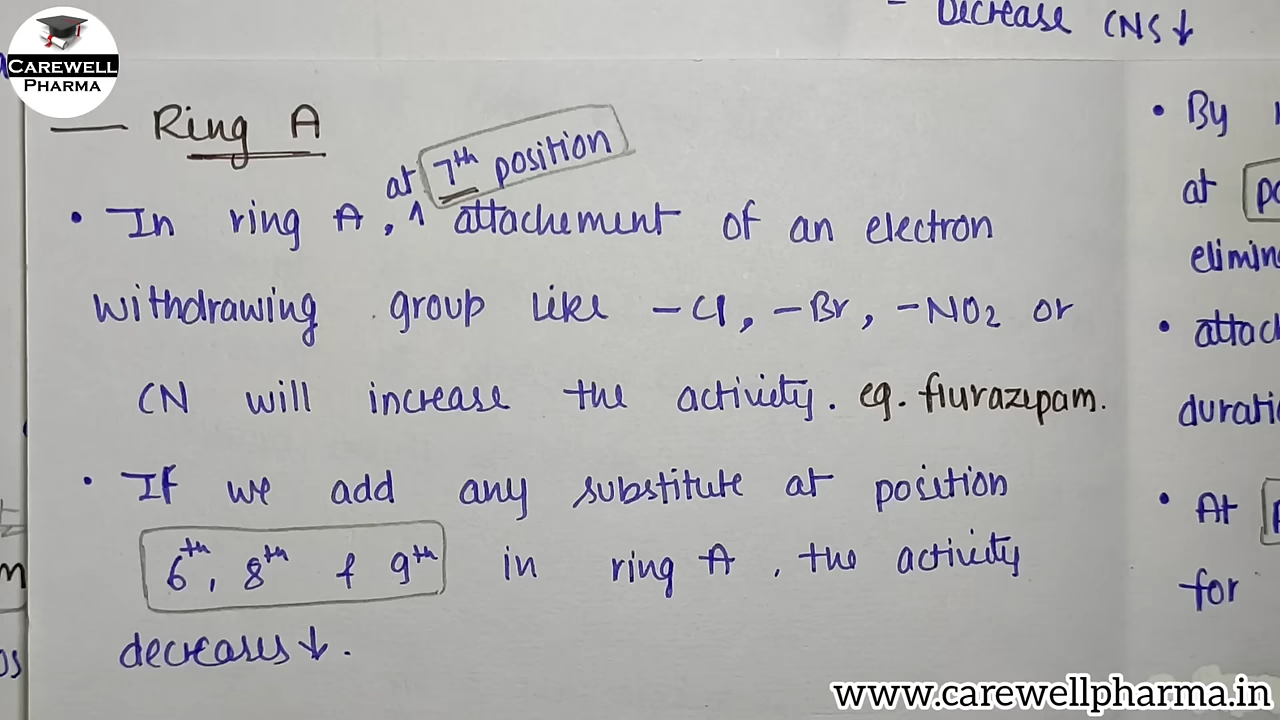 CAREWELL
PHARMA
- Decrease CNS ↓
— Ring A
at 7th position
• In ring A, ^ attachement of an electron
withdrawing group like -Cl, -Br, -NO2 or
CN will increase the activity. eg. flurazepam.
• If we add any substitute at position
6th, 8th & 9th in ring A, the activity
decreases ↓.
• By
at
elimin
• attac
durati
• At
for
www.carewellpharma.in